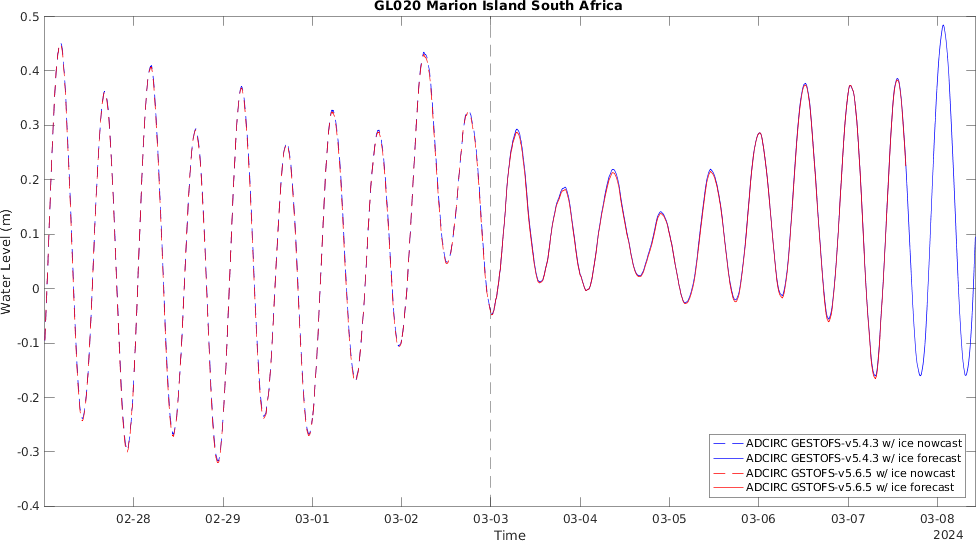 GL020 Marion Island South Africa
0.5
0.4
0.3
0.2
0.1
0
-0.1
-0.2
-0.3
-0.4
Water Level (m)
ADCIRC GESTOFS-v5.4.3 w/ ice nowcast
ADCIRC GESTOFS-v5.4.3 w/ ice forecast
ADCIRC GSTOFS-v5.6.5 w/ ice nowcast
ADCIRC GSTOFS-v5.6.5 w/ ice forecast
02-28 02-29 03-01 03-02 03-03 03-04 03-05 03-06 03-07 03-08
Time 2024